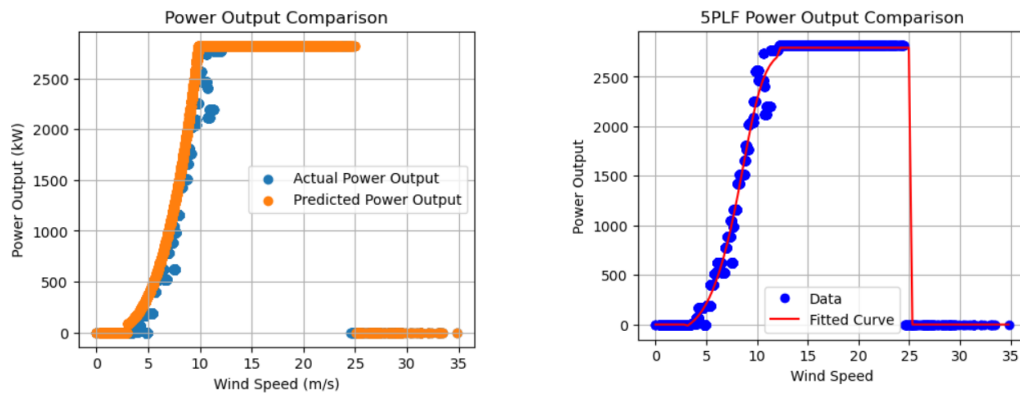 Power Output Comparison
Power Output (kW)
2500
2000
1500
1000
500
0
Actual Power Output
Predicted Power Output
0 5 10 15 20 25 30 35
Wind Speed (m/s)
5PLF Power Output Comparison
Power Output
2500
2000
1500
1000
500
0
Data
Fitted Curve
0 5 10 15 20 25 30 35
Wind Speed